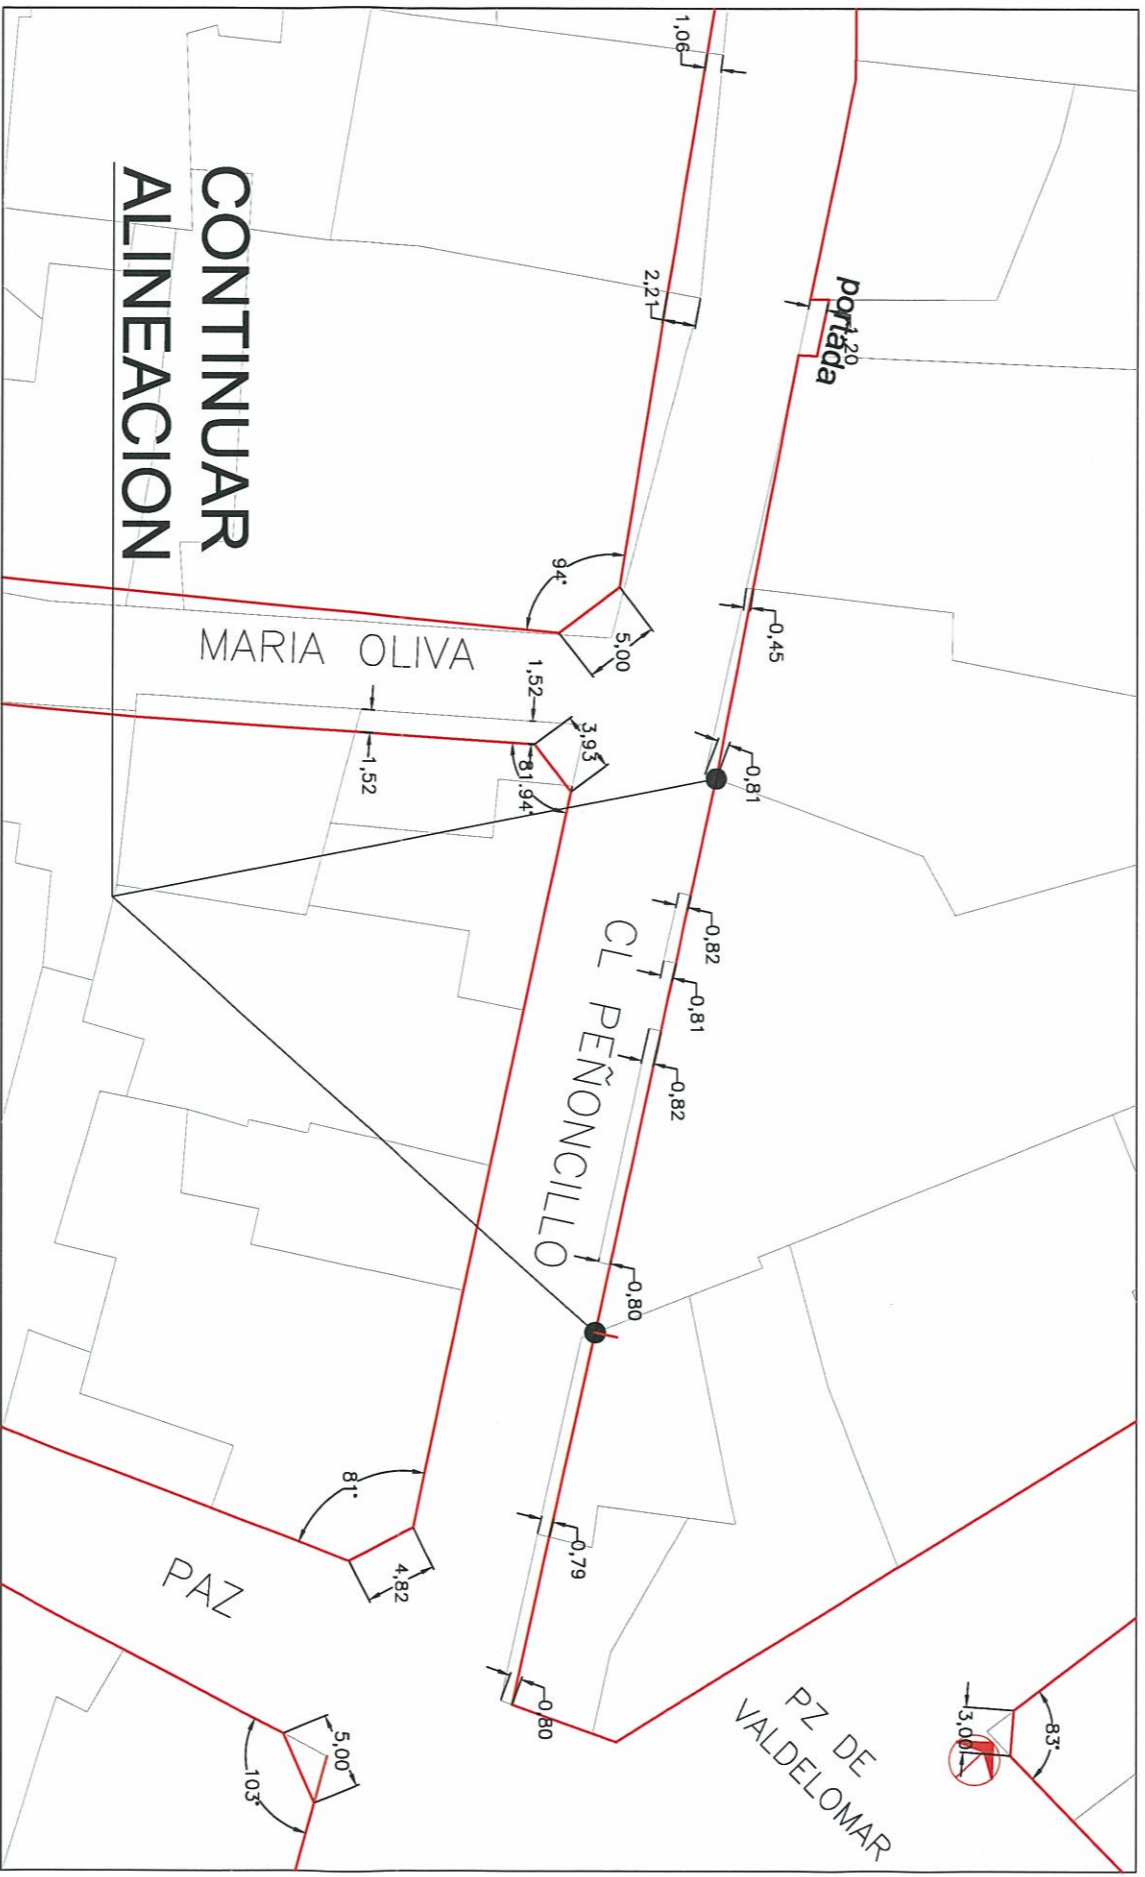 1,06
portada
1,20
2,21
CONTINUAR
ALINEACION
94°
5,00
0,45
MARIA OLIVA
1,52
3,93
81.94°
1,52
0,81
0,82
0,81
0,82
CL PEÑONCILLO
0,80
81°
4,82
0,79
PAZ
0,80
PZ DE
VALDELOMAR
83°
3,00
5,00
103°